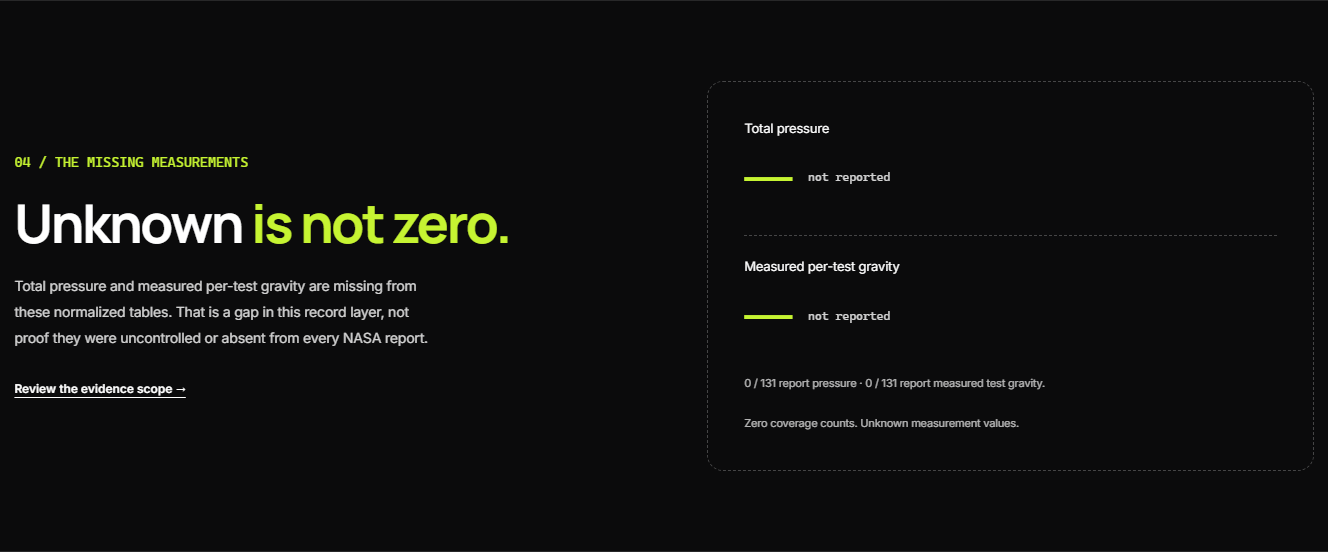 04 / THE MISSING MEASUREMENTS
Unknown is not zero.
Total pressure and measured per-test gravity are missing from
these normalized tables. That is a gap in this record layer, not
proof they were uncontrolled or absent from every NASA report.
Review the evidence scope →
Total pressure
not reported
Measured per-test gravity
not reported
0 / 131 report pressure · 0 / 131 report measured test gravity.
Zero coverage counts. Unknown measurement values.